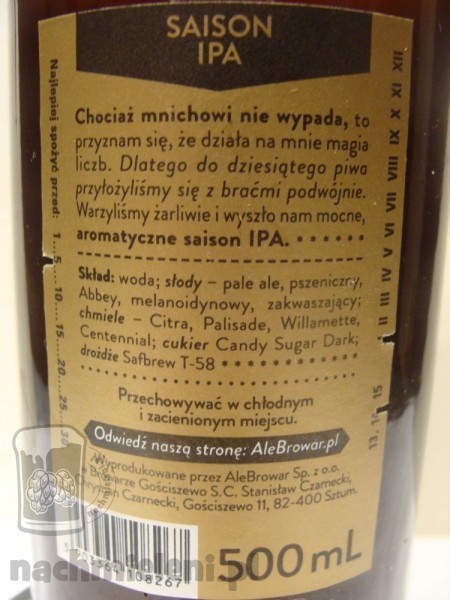 SAISON
IPA
Chociaż mnichowi nie wypada, to
przyznam się, że działa na mnie magia
liczb. Dlatego do dziesiątego piwa
przyłożyliśmy się z braćmi podwójnie.
Warzyliśmy żarliwie i wyszło nam mocne,
aromatyczne saison IPA.
Skład: woda; słody – pale ale, pszeniczny,
Abbey, melanoidynowy, zakwaszający;
chmiele – Citra, Palisade, Willamette,
Centennial; cukier Candy Sugar Dark;
drożdże Safbrew T-58
Przechowywać w chłodnym
i zacienionym miejscu.
Odwiedź naszą stronę: AleBrowar.pl
Wyprodukowane przez AleBrowar Sp. z o.o.
w Browarze Gościszewo S.C. Stanisław Czarnecki,
Czarnecki, Gościszewo 11, 82-400 Sztum.
500 mL
108267
Najlepiej spożyć przed: 1....5....10....15....20....25....30
II III IV V VI VII VIII IX X XI XII
nachmieleni.pl